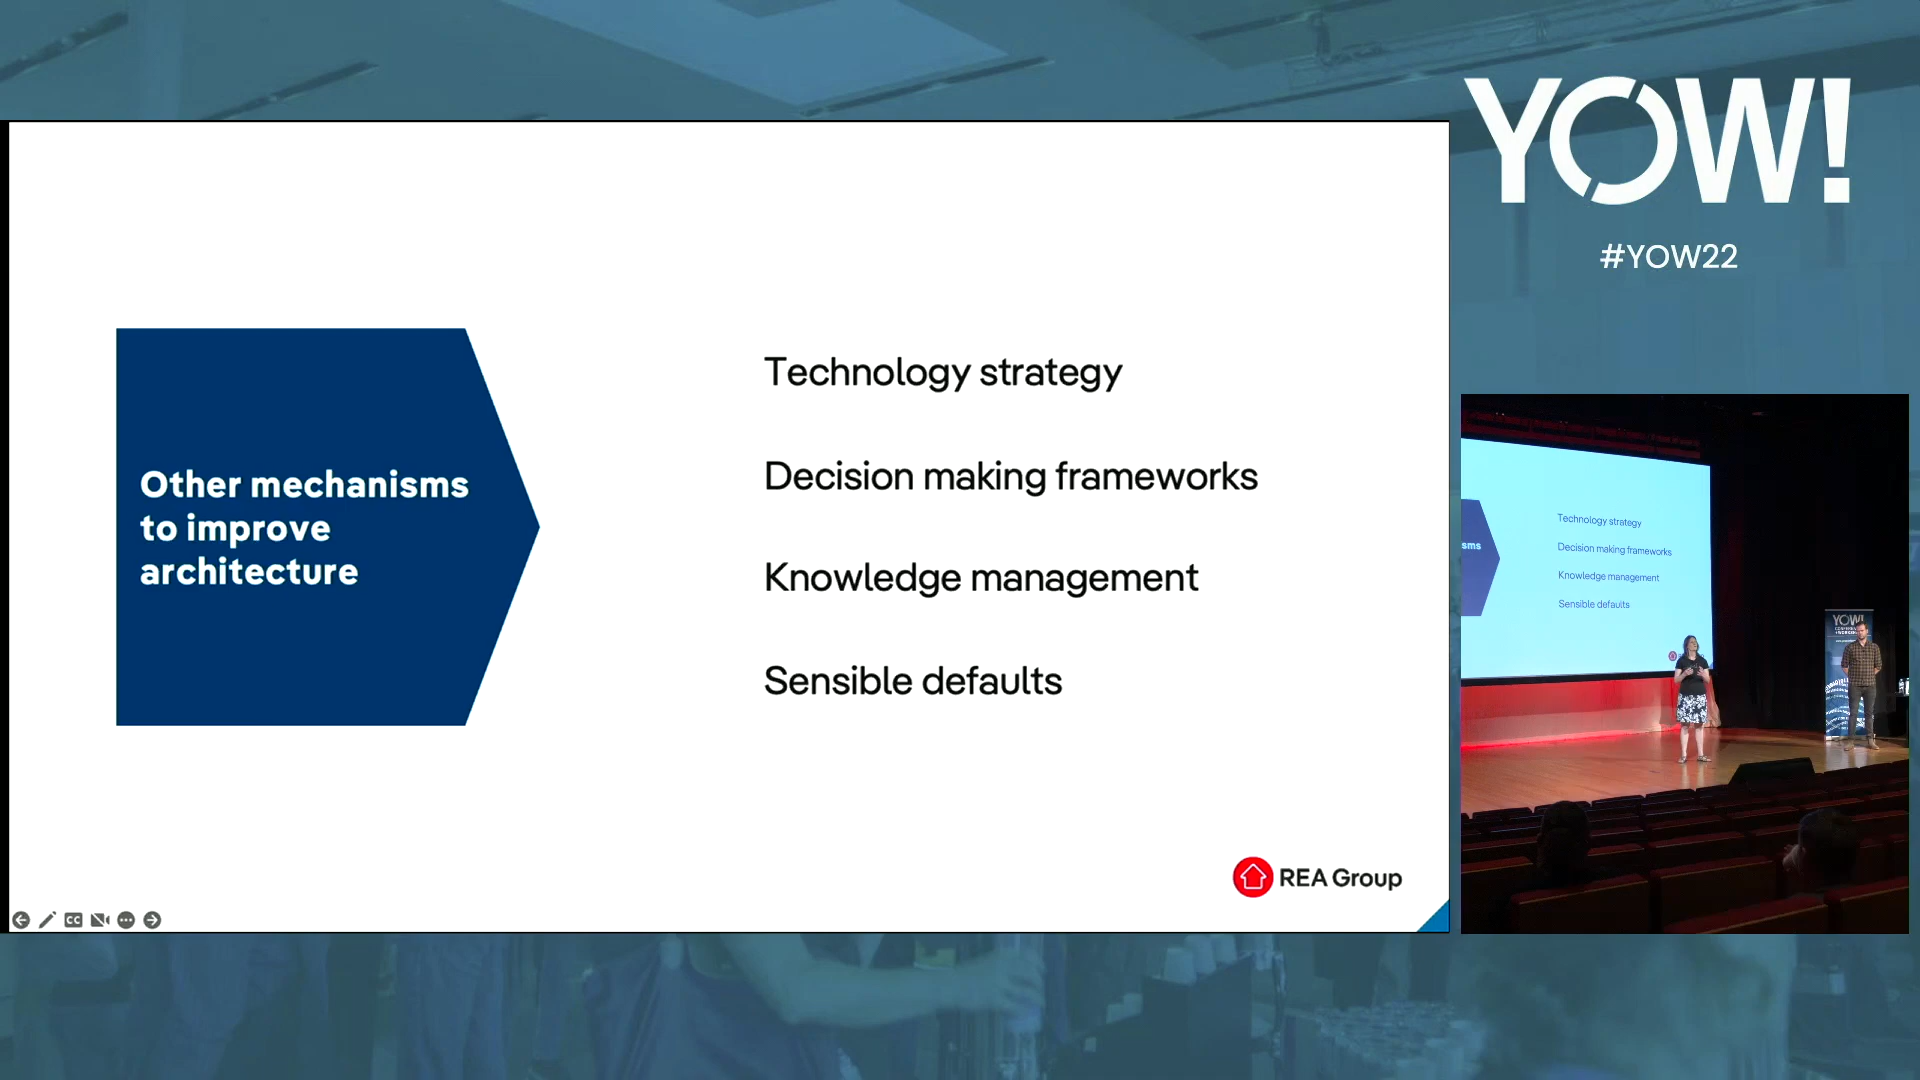 YOW!
#YOW22
Other mechanisms
to improve
architecture
Technology strategy
Decision making frameworks
Knowledge management
Sensible defaults
REA Group
CC
sms
Technology strategy
Decision making frameworks
Knowledge management
Sensible defaults
YOW!